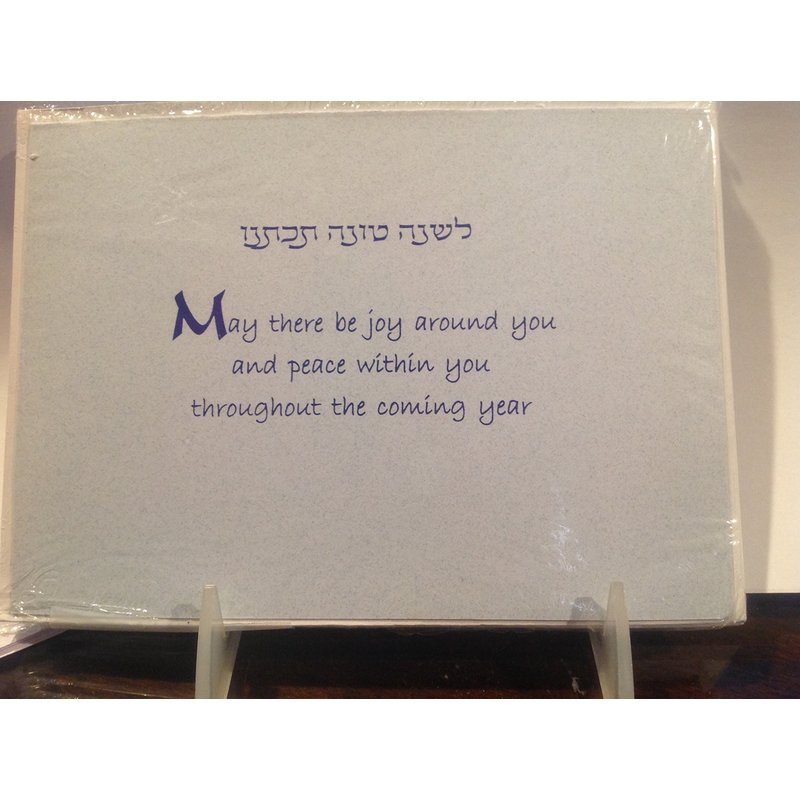 לשנה טובה תכתבו
May there be joy around you
and peace within you
throughout the coming year